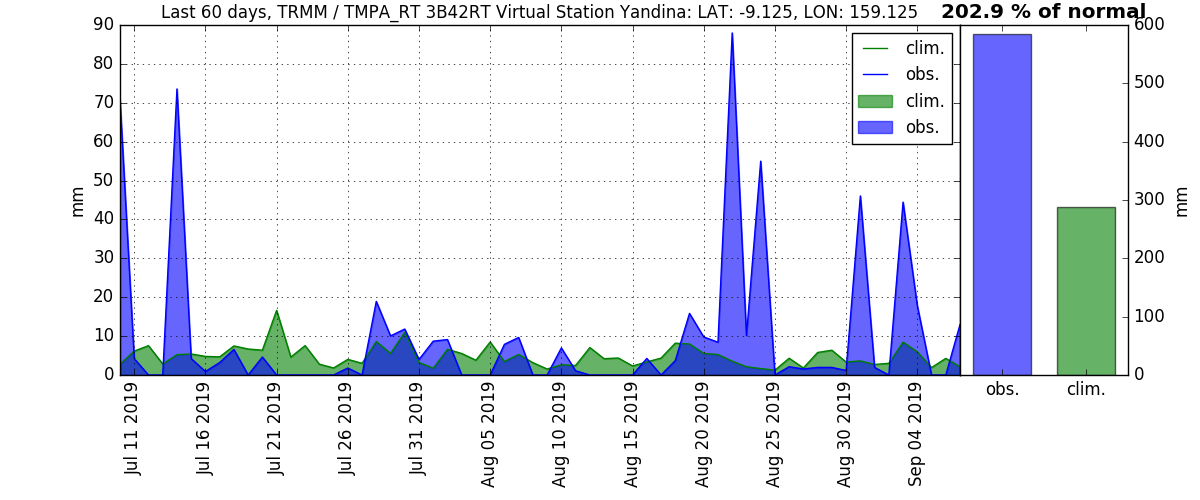 Last 60 days, TRMM / TMPA_RT 3B42RT Virtual Station Yandina: LAT: -9.125, LON: 159.125
202.9 % of normal
90
80
70
60
50
40
30
20
10
0
mm
clim.
obs.
clim.
obs.
Jul 11 2019
Jul 16 2019
Jul 21 2019
Jul 26 2019
Jul 31 2019
Aug 05 2019
Aug 10 2019
Aug 15 2019
Aug 20 2019
Aug 25 2019
Aug 30 2019
Sep 04 2019
obs.
clim.
600
500
400
300
200
100
0
mm